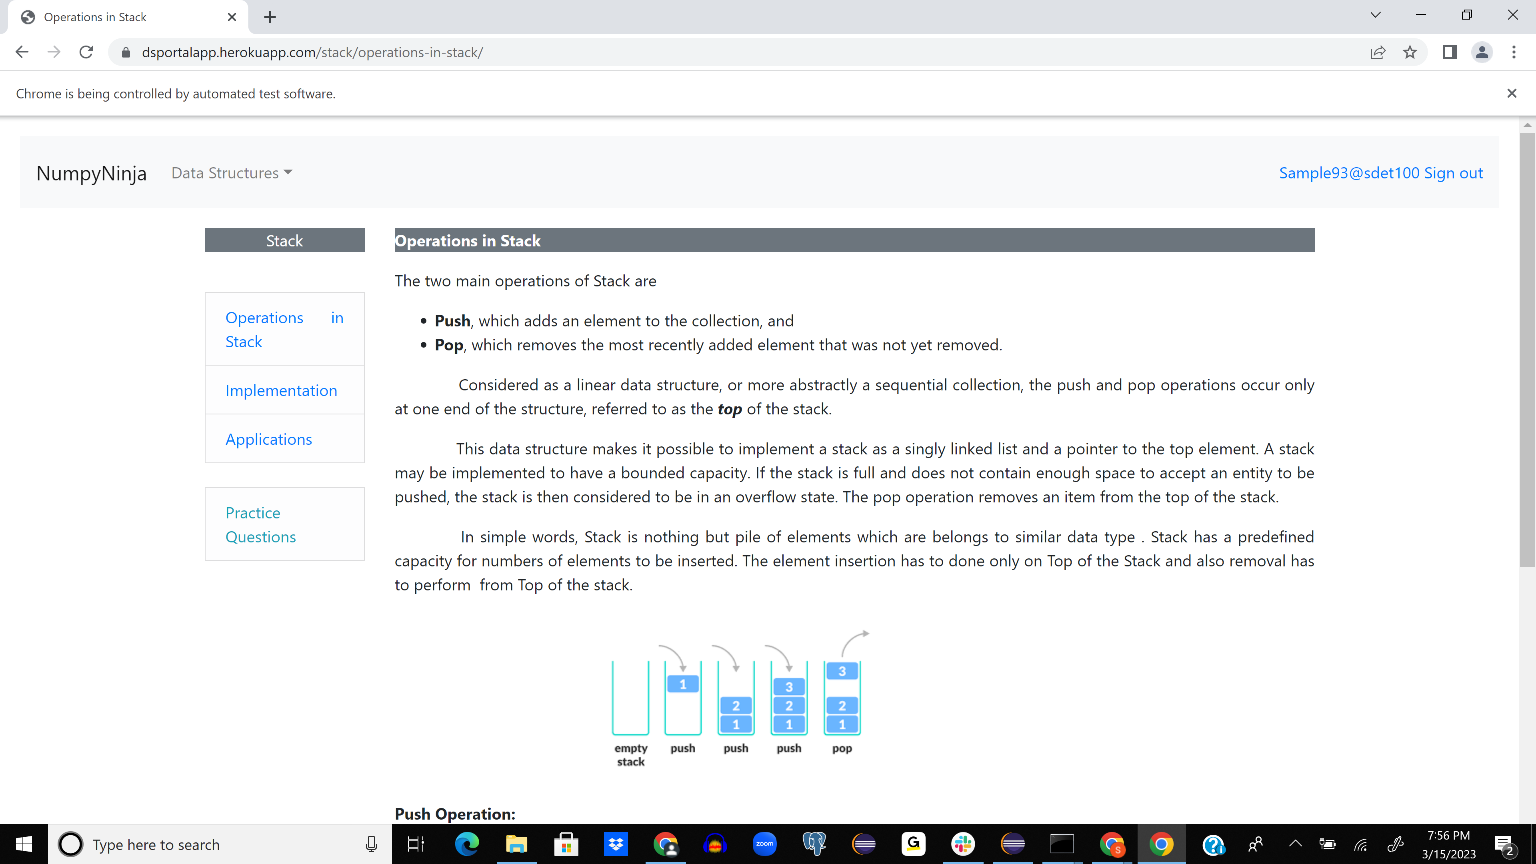 Operations in Stack
dsportalapp.herokuapp.com/stack/operations-in-stack/
Chrome is being controlled by automated test software.
NumpyNinja Data Structures Sample93@sdet100 Sign out
Stack
Operations in
Stack
Implementation
Applications
Practice
Questions
Operations in Stack
The two main operations of Stack are
• Push, which adds an element to the collection, and
• Pop, which removes the most recently added element that was not yet removed.
Considered as a linear data structure, or more abstractly a sequential collection, the push and pop operations occur only
at one end of the structure, referred to as the top of the stack.
This data structure makes it possible to implement a stack as a singly linked list and a pointer to the top element. A stack
may be implemented to have a bounded capacity. If the stack is full and does not contain enough space to accept an entity to be
pushed, the stack is then considered to be in an overflow state. The pop operation removes an item from the top of the stack.
In simple words, Stack is nothing but pile of elements which are belongs to similar data type . Stack has a predefined
capacity for numbers of elements to be inserted. The element insertion has to done only on Top of the Stack and also removal has
to perform from Top of the stack.
3
1 3
2 2 2
1 1 1
empty push push push pop
stack
Push Operation:
Type here to search
zoom
G
S
7:56 PM
3/15/2023
2